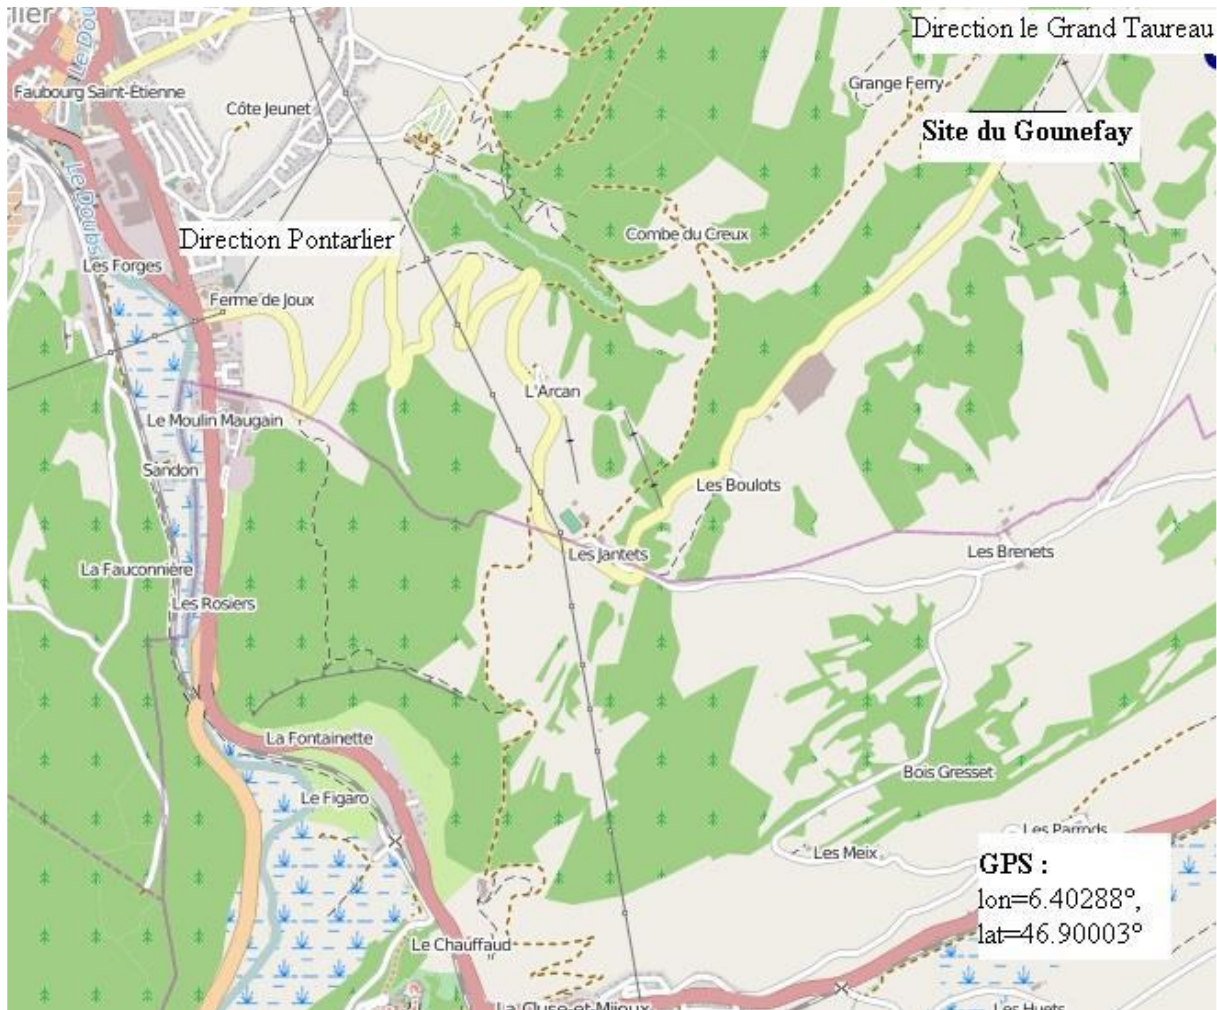 lier
Le Dou
Direction le Grand Taureau
Grange Ferry
Faubourg Saint-Étienne
Côte Jeunet
Site du Gounefay
Le Doubs
Direction Pontarlier
Combe du Creux
Les Forges
Ferme de Joux
L'Arcan
Le Moulin Maugain
Sandon
Les Boulots
Les Jantets
Les Brenets
La Fauconnière
Les Rosiers
La Fontainette
Bois Gresset
Le Figaro
Les Parrods
Les Meix
GPS :
lon=6.40288°,
lat=46.90003°
Le Chauffaud
La Cluse-et-Mijoux
Les Huets